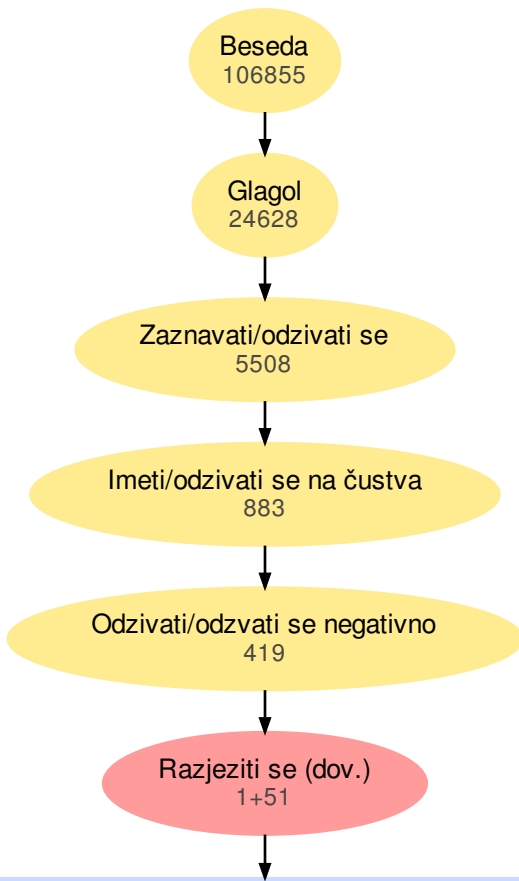 Beseda
106855
Glagol
24628
Zaznavati/odzivati se
5508
Imeti/odzivati se na čustva
883
Odzivati/odzvati se negativno
419
Razjeziti se (dov.)
1+51